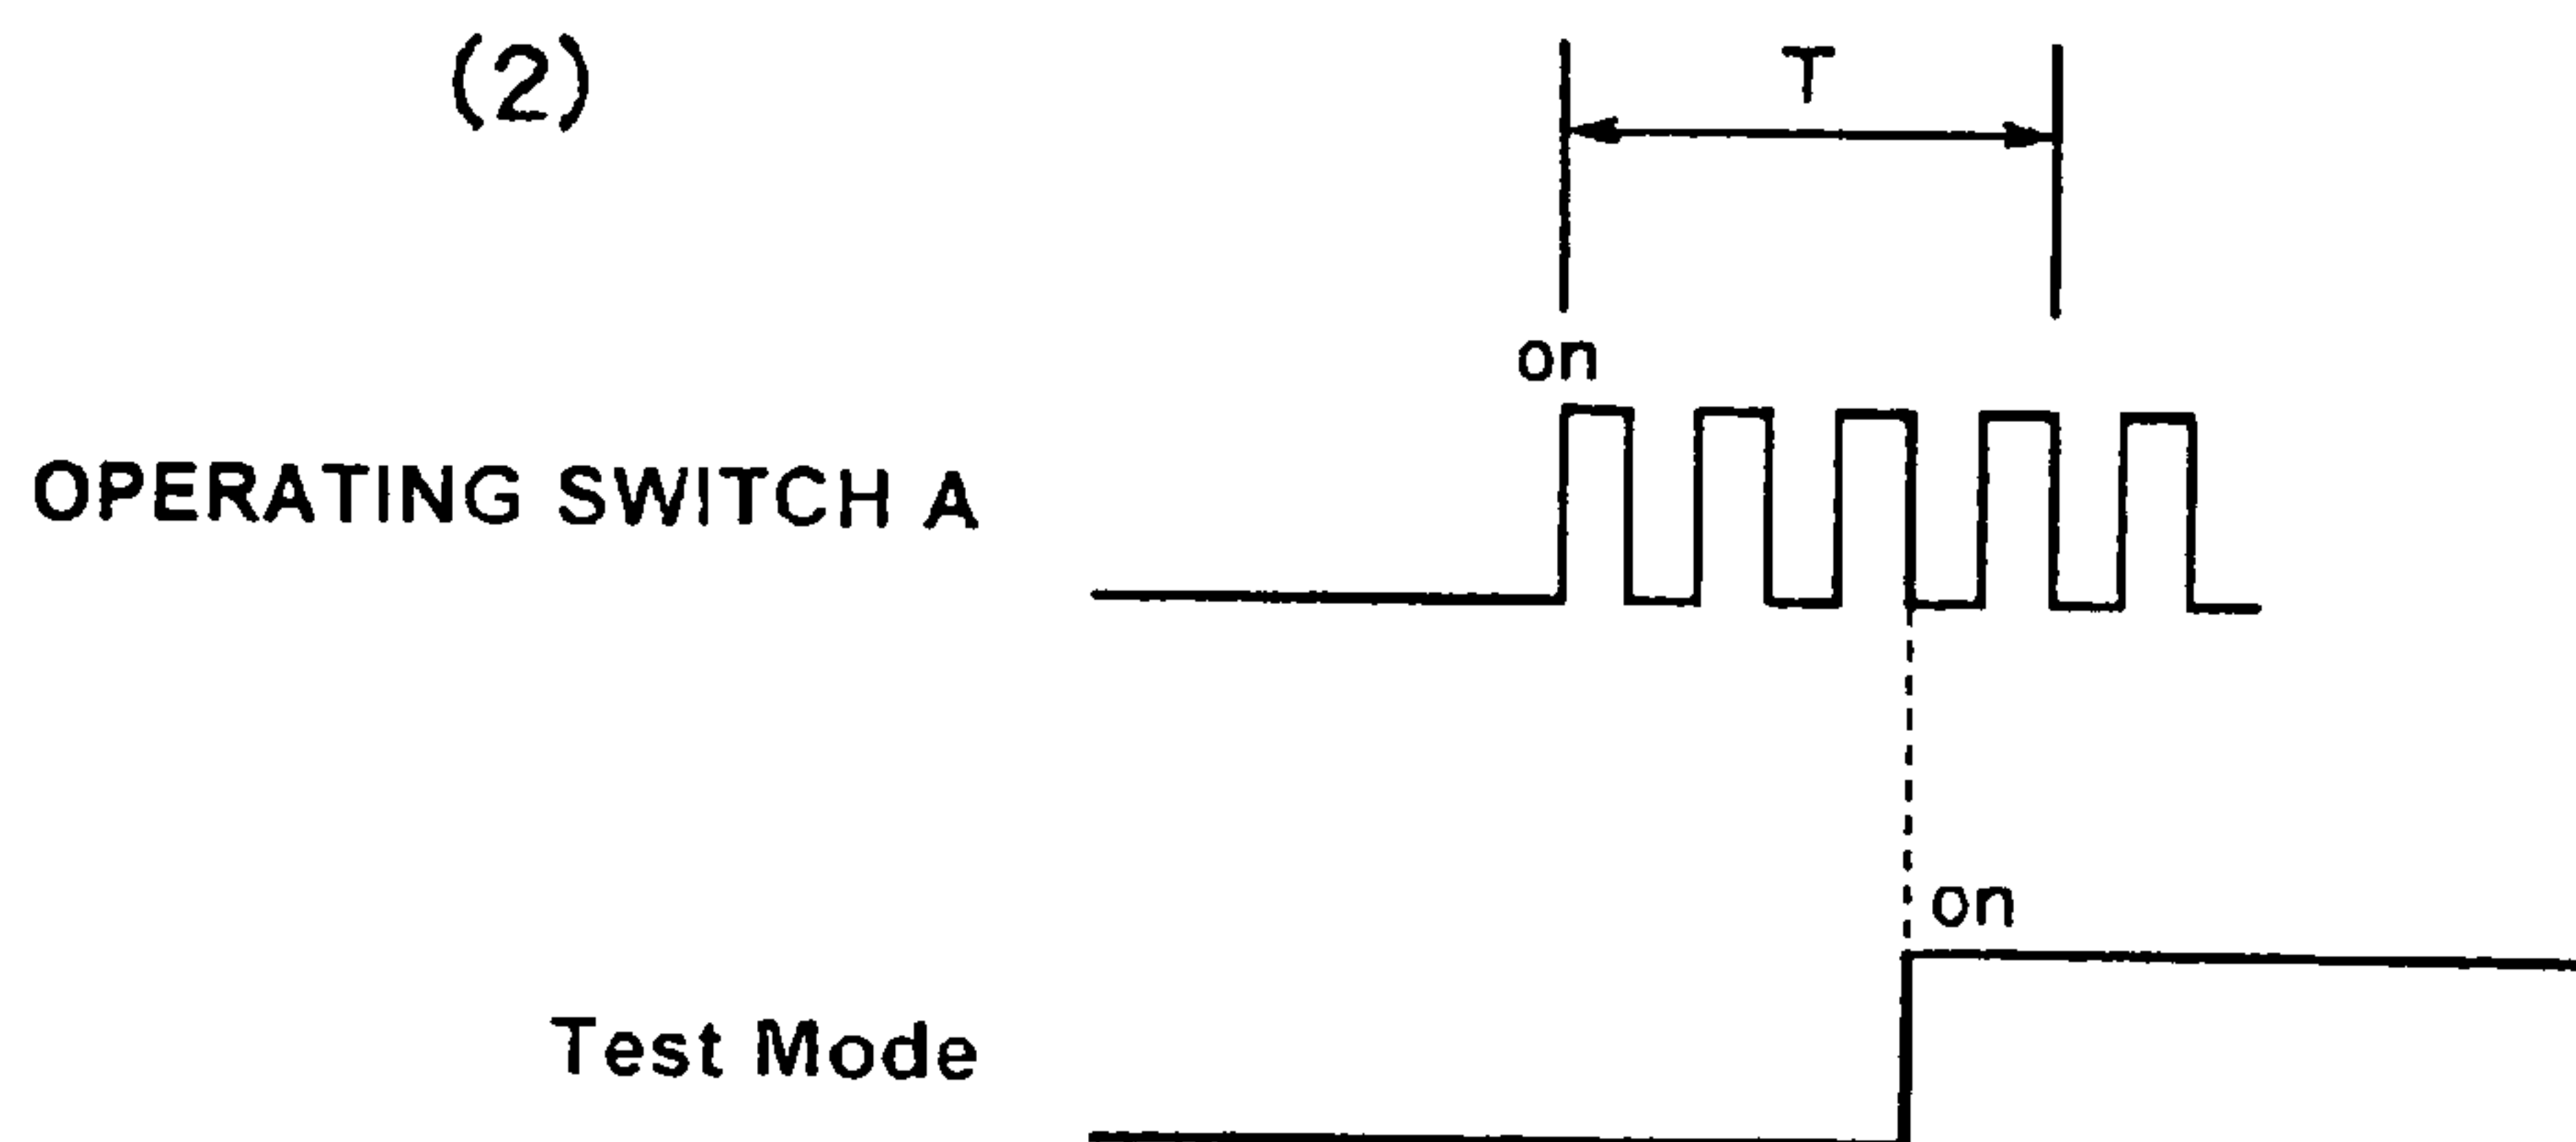 (2)
T
on
OPERATING SWITCH A
on
Test Mode